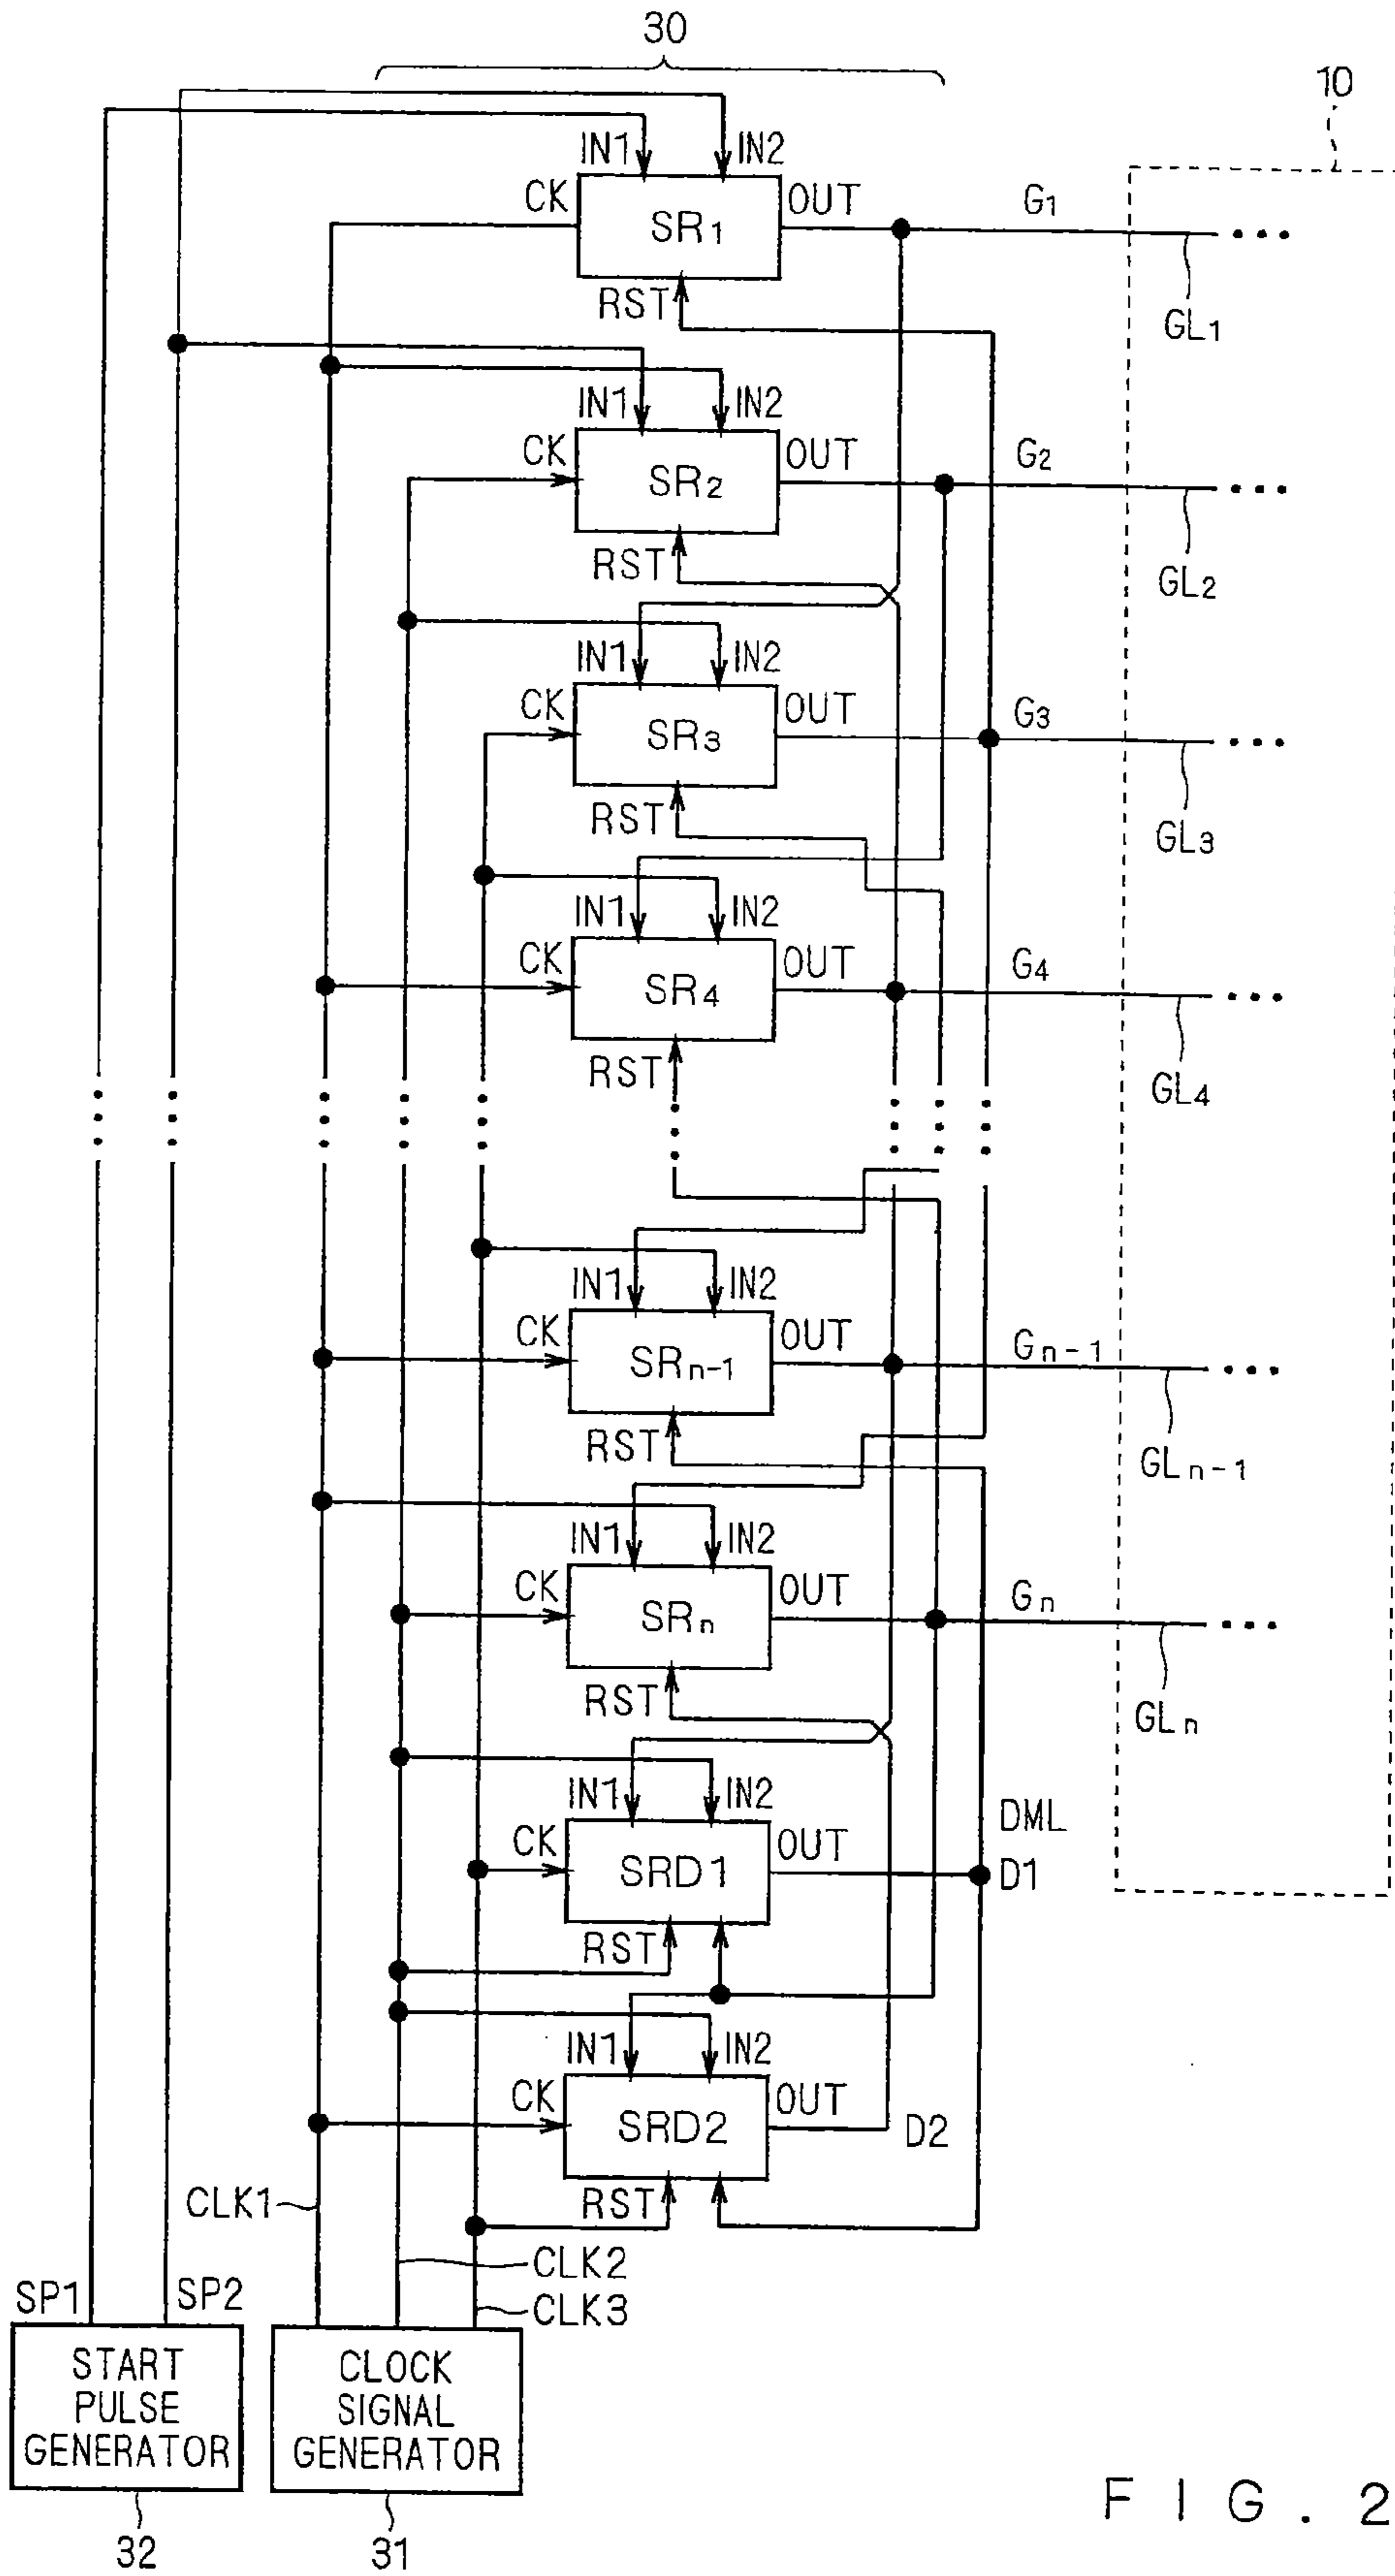 30
10
IN1 IN2
CK SR1 OUT G1
RST GL1
IN1 IN2
CK SR2 OUT G2
RST GL2
IN1 IN2
CK SR3 OUT G3
RST GL3
IN1 IN2
CK SR4 OUT G4
RST GL4
IN1 IN2
CK SRn-1 OUT Gn-1
RST GLn-1
IN1 IN2
CK SRn OUT Gn
RST GLn
IN1 IN2 DML
CK SRD1 OUT D1
RST
IN1 IN2
CK SRD2 OUT D2
CLK1 RST
CLK2
SP1 SP2 CLK3
START
PULSE
GENERATOR
CLOCK
SIGNAL
GENERATOR
32 31
FIG. 2